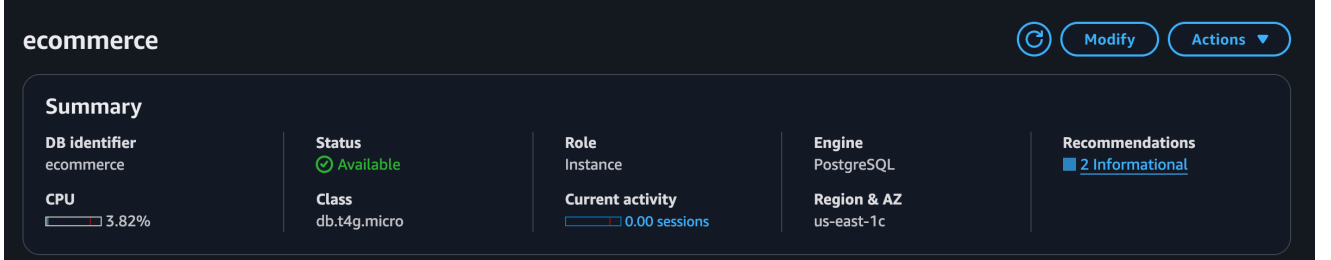 ecommerce
Modify
Actions
Summary
DB identifier
ecommerce
Status
Available
Role
Instance
Engine
PostgreSQL
Recommendations
2 Informational
CPU
3.82%
Class
db.t4g.micro
Current activity
0.00 sessions
Region & AZ
us-east-1c